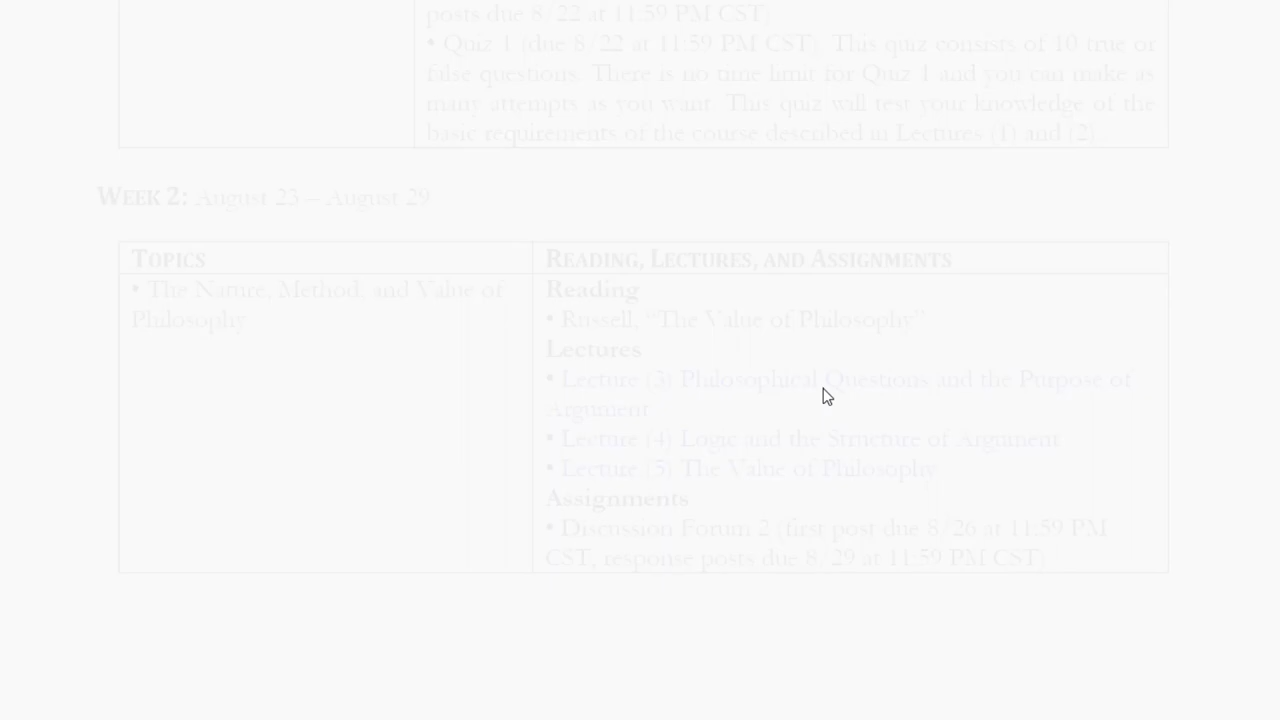 posts due 8/22 at 11:59 PM CST)
• Quiz 1 (due 8/22 at 11:59 PM CST). This quiz consists of 10 true or
false questions. There is no time limit for Quiz 1 and you can make as
many attempts as you want. This quiz will test your knowledge of the
basic requirements of the course described in Lectures (1) and (2).
WEEK 2: August 23 – August 29
TOPICS
• The Nature, Method, and Value of
Philosophy
READING, LECTURES, AND ASSIGNMENTS
Reading
• Russell, “The Value of Philosophy”
Lectures
• Lecture (3) Philosophical Questions and the Purpose of
Argument
• Lecture (4) Logic and the Structure of Argument
• Lecture (5) The Value of Philosophy
Assignments
• Discussion Forum 2 (first post due 8/26 at 11:59 PM
CST, response posts due 8/29 at 11:59 PM CST)